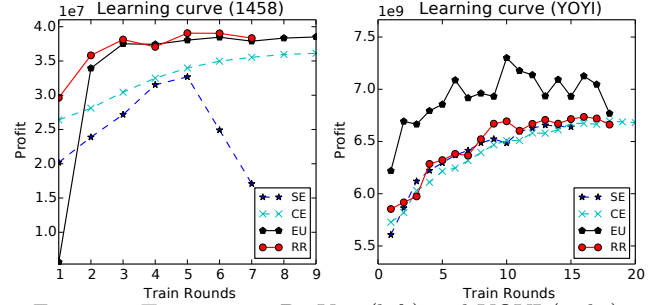 Learning curve (1458)
1e7
4.0
3.5
3.0
2.5
2.0
1.5
1.0
Profit
1 2 3 4 5 6 7 8 9
Train Rounds
SE
CE
EU
RR
Learning curve (YOYI)
1e9
7.5
7.0
6.5
6.0
5.5
Profit
0 5 10 15 20
Train Rounds
SE
CE
EU
RR